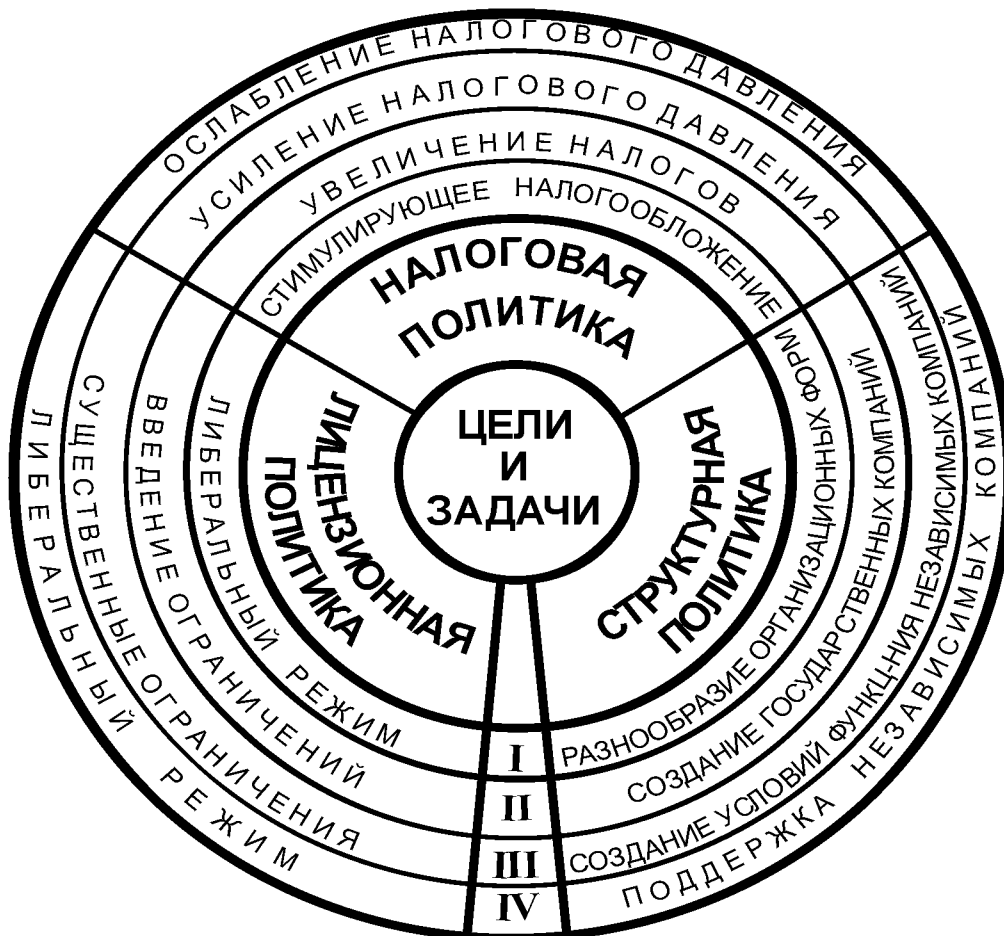 ОСЛАБЛЕНИЕ НАЛОГОВОГО ДАВЛЕНИЯ
УСИЛЕНИЕ НАЛОГОВОГО ДАВЛЕНИЯ
УВЕЛИЧЕНИЕ НАЛОГОВ
СТИМУЛИРУЮЩЕЕ НАЛОГООБЛОЖЕНИЕ
НАЛОГОВАЯ
ПОЛИТИКА
ЦЕЛИ
И
ЗАДАЧИ
ЛИЦЕНЗИОННАЯ
ПОЛИТИКА
ЛИБЕРАЛЬНЫЙ РЕЖИМ
ВВЕДЕНИЕ ОГРАНИЧЕНИЙ
СУЩЕСТВЕННЫЕ ОГРАНИЧЕНИЯ
ЛИБЕРАЛЬНЫЙ РЕЖИМ
СТРУКТУРНАЯ
ПОЛИТИКА
РАЗНООБРАЗИЕ ОРГАНИЗАЦИОННЫХ ФОРМ
СОЗДАНИЕ ГОСУДАРСТВЕННЫХ КОМПАНИЙ
СОЗДАНИЕ УСЛОВИЙ ФУНКЦ-НИЯ НЕЗАВИСИМЫХ КОМПАНИЙ
ПОДДЕРЖКА НЕЗАВИСИМЫХ КОМПАНИЙ
I
II
III
IV